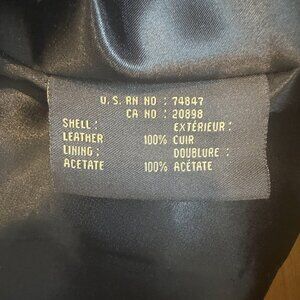 U.S. RN NO : 74847
CA NO : 20898
SHELL : EXTÉRIEUR :
LEATHER 100% CUIR
LINING : DOUBLURE :
ACETATE 100% ACÉTATE